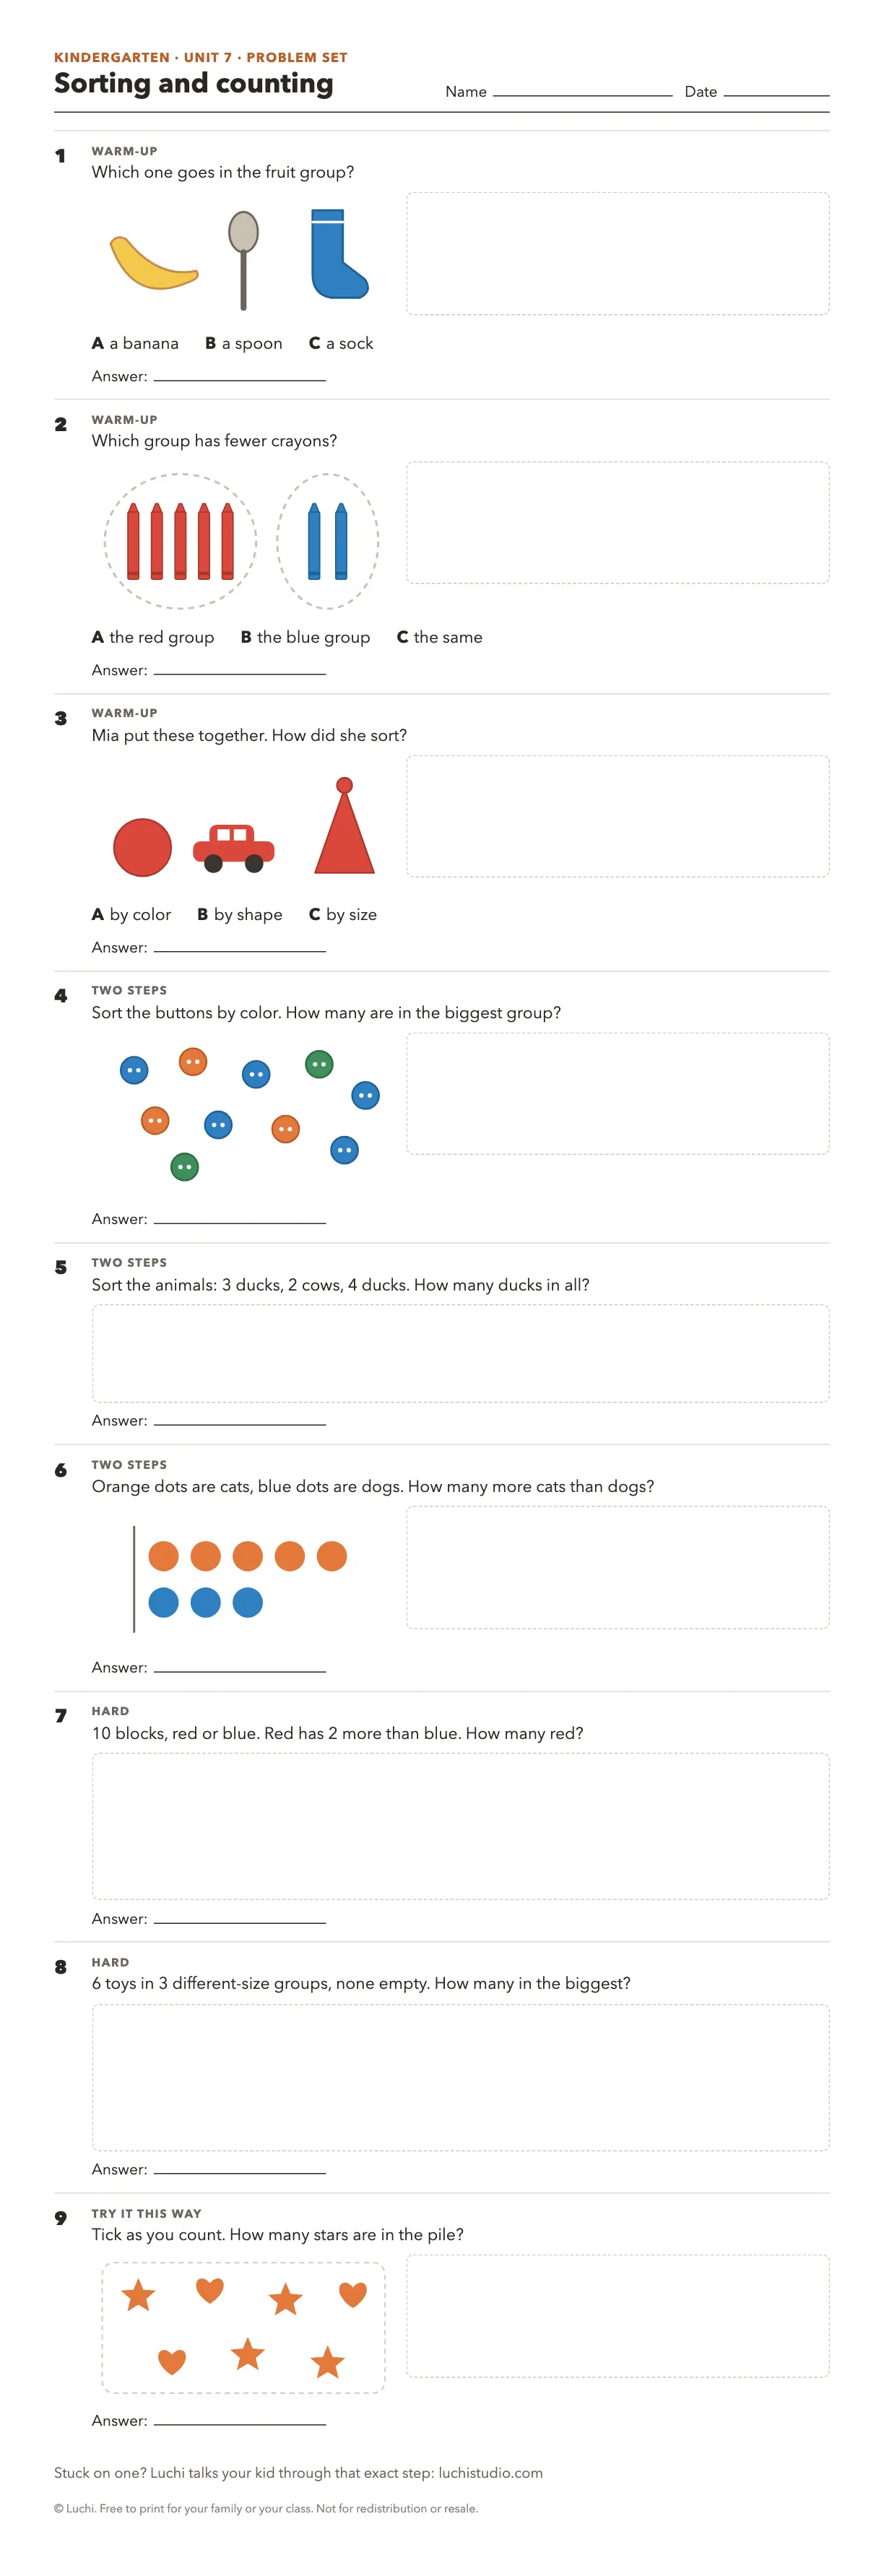 KINDERGARTEN · UNIT 7 · PROBLEM SET
Sorting and counting
Name
Date
1
WARM-UP
Which one goes in the fruit group?
A a banana B a spoon C a sock
Answer:
2
WARM-UP
Which group has fewer crayons?
A the red group B the blue group C the same
Answer:
3
WARM-UP
Mia put these together. How did she sort?
A by color B by shape C by size
Answer:
4
TWO STEPS
Sort the buttons by color. How many are in the biggest group?
Answer:
5
TWO STEPS
Sort the animals: 3 ducks, 2 cows, 4 ducks. How many ducks in all?
Answer:
6
TWO STEPS
Orange dots are cats, blue dots are dogs. How many more cats than dogs?
Answer:
7
HARD
10 blocks, red or blue. Red has 2 more than blue. How many red?
Answer:
8
HARD
6 toys in 3 different-size groups, none empty. How many in the biggest?
Answer:
9
TRY IT THIS WAY
Tick as you count. How many stars are in the pile?
Answer:
Stuck on one? Luchi talks your kid through that exact step: luchistudio.com
© Luchi. Free to print for your family or your class. Not for redistribution or resale.